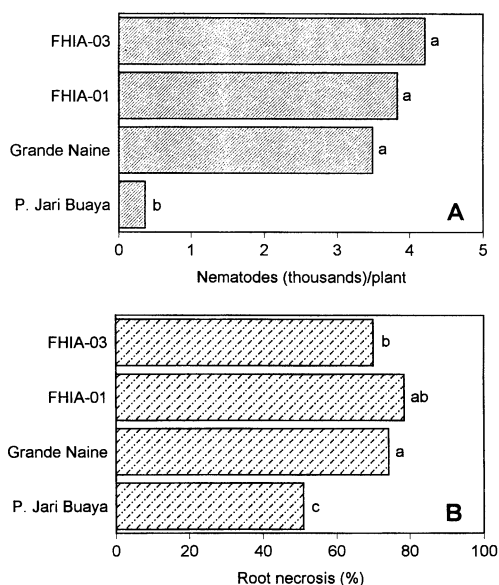 FHIA-03
a
FHIA-01
a
Grande Naine
a
P. Jari Buaya
b
A
0 1 2 3 4 5
Nematodes (thousands)/plant
FHIA-03
b
FHIA-01
ab
Grande Naine
a
P. Jari Buaya
c
B
0 20 40 60 80 100
Root necrosis (%)